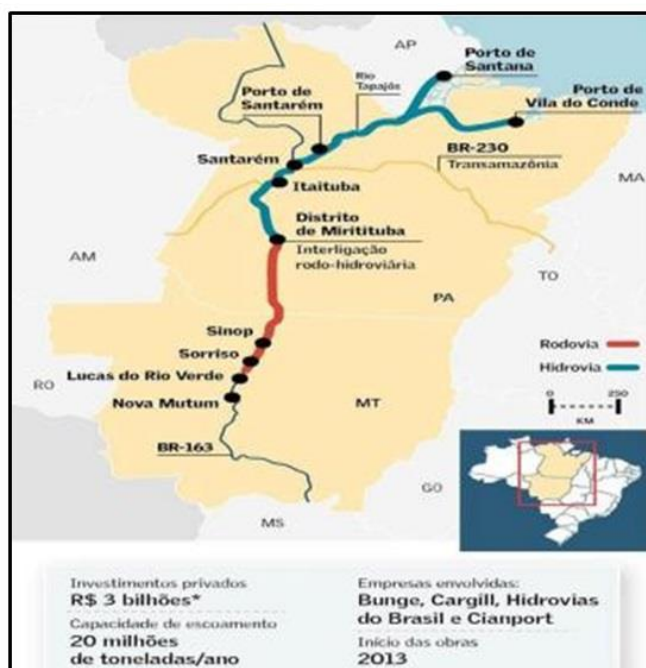 AP
Porto de
Santana
Rio
Tapajós
Porto de
Santarém
Porto de
Vila do Conde
Santarém
BR-230
Transamazônia
MA
Itaituba
Distrito
de Miritituba
Interligação
rodo-hidroviária
AM
TO
PA
Sinop
Sorriso
Lucas do Rio Verde
Nova Mutum
RO
MT
Rodovia
Hidrovia
0
250
KM
BR-163
GO
MS
Investimentos privados
R$ 3 bilhões*
Capacidade de escoamento
20 milhões
de toneladas/ano
Empresas envolvidas:
Bunge, Cargill, Hidrovias
do Brasil e Cianport
Início das obras
2013